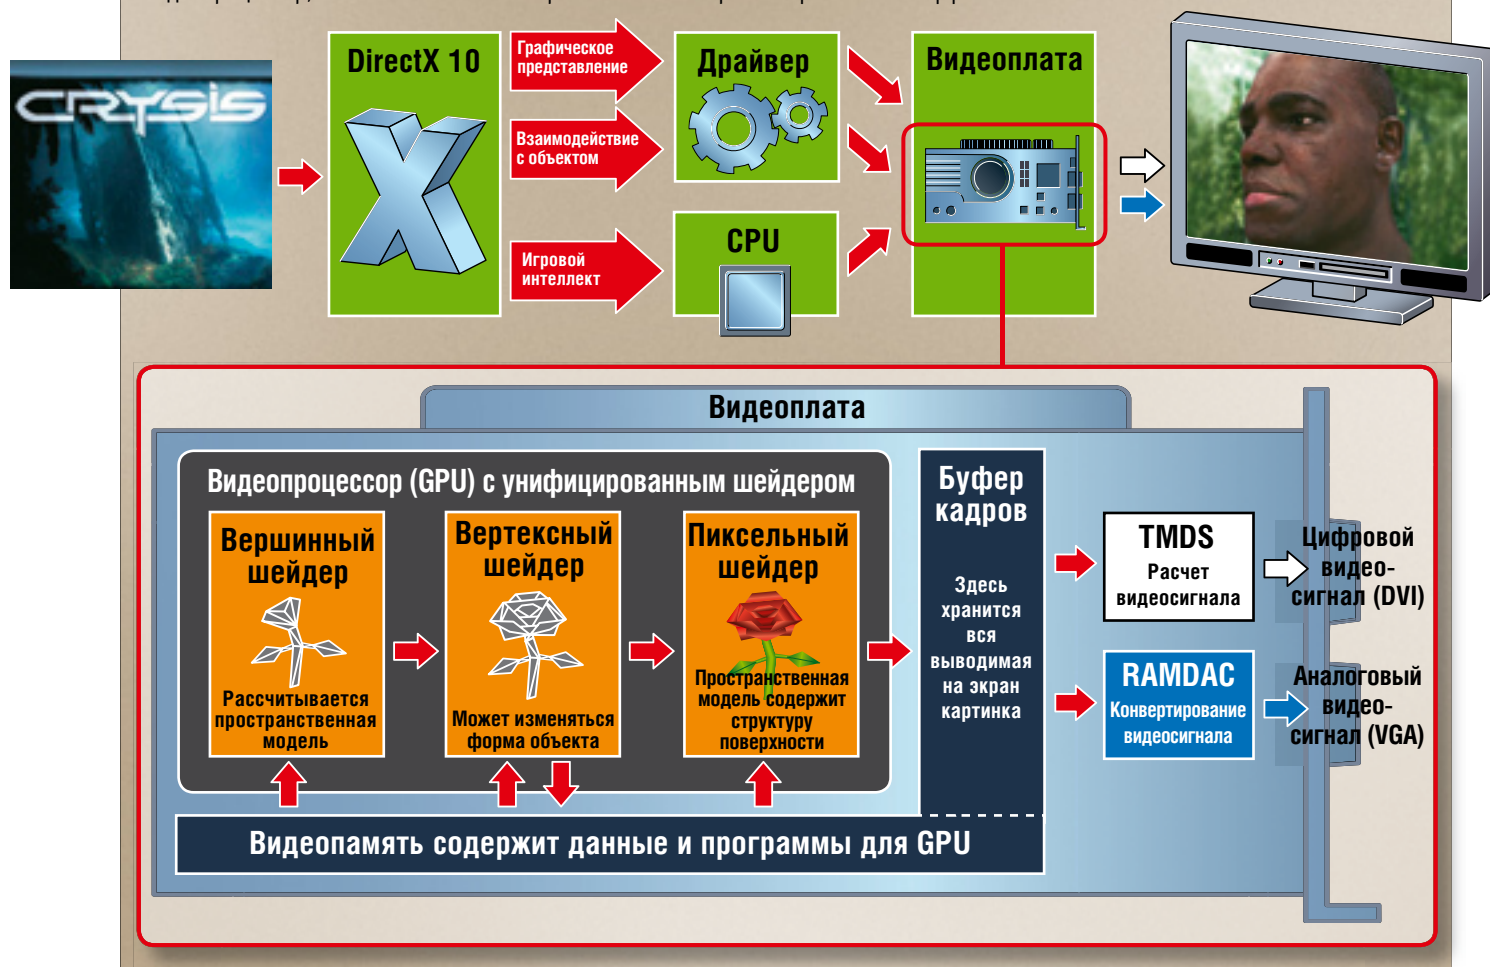 CRYSIS
DirectX 10
Графическое
представление
Взаимодействие
с объектом
Игровой
интеллект
Драйвер
CPU
Видеоплата
Видеоплата
Видеопроцессор (GPU) с унифицированным шейдером
Вершинный
шейдер
Рассчитывается
пространственная
модель
Вертексный
шейдер
Может изменяться
форма объекта
Пиксельный
шейдер
Пространственная
модель содержит
структуру
поверхности
Буфер
кадров
Здесь
хранится
вся
выводимая
на экран
картинка
Видеопамять содержит данные и программы для GPU
TMDS
Расчет
видеосигнала
RAMDAC
Конвертирование
видеосигнала
Цифровой
видео-
сигнал (DVI)
Аналоговый
видео-
сигнал (VGA)